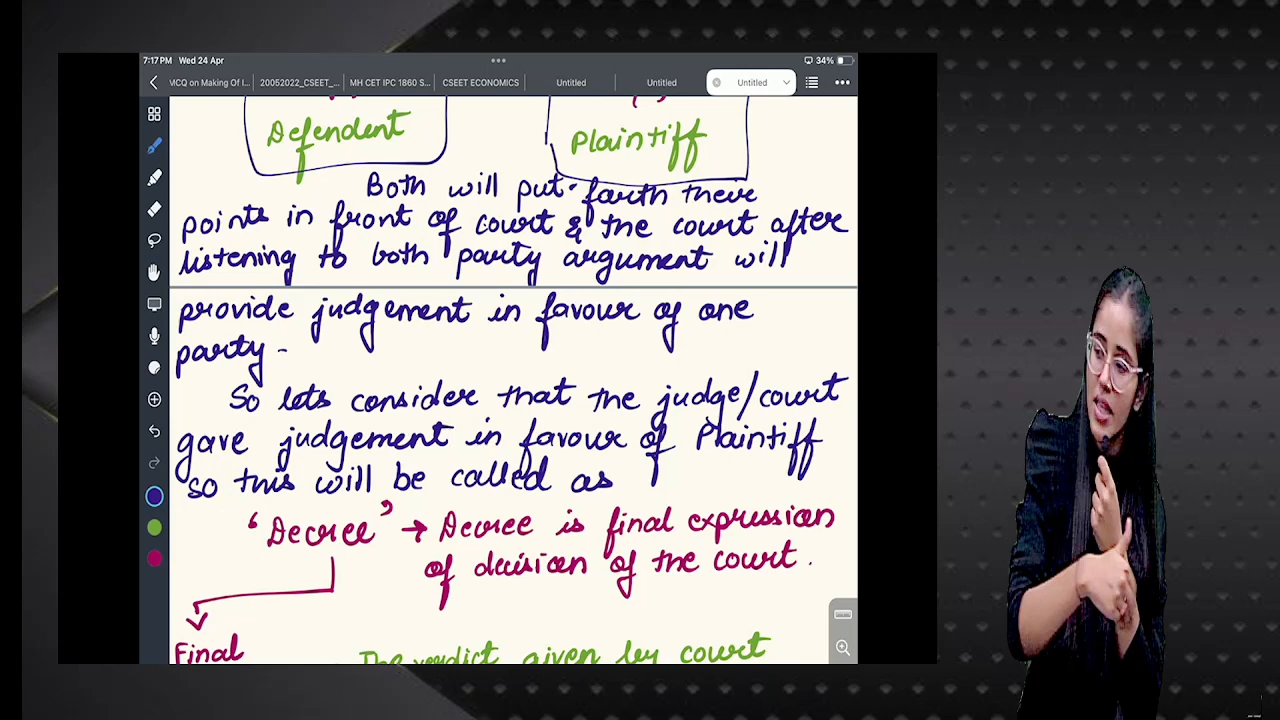 7:17 PM Wed 24 Apr
34%
MCQ on Making Of I...
20052022_CSEET_...
MH CET IPC 1860 S...
CSEET ECONOMICS
Untitled
Untitled
Untitled
Defendent
Plaintiff
Both will put-farth their
points in front of court & the court after
listening to both party argument will
provide judgement in favour of one
party-
So lets consider that the judge/court
gave judgement in favour of Plaintiff
so this will be called as
'Decree' → Decree is final expression
of decision of the court.
Final
The verdict given by court